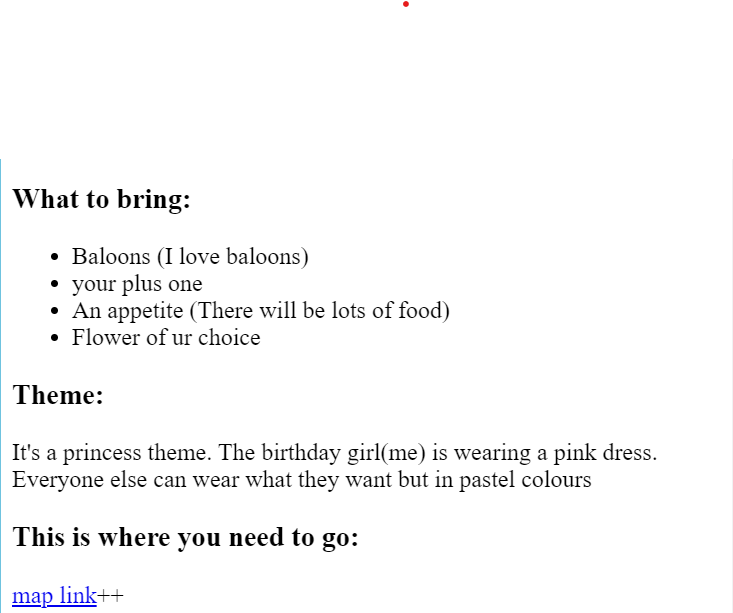 What to bring:
• Baloons (I love baloons)
• your plus one
• An appetite (There will be lots of food)
• Flower of ur choice
Theme:
It's a princess theme. The birthday girl(me) is wearing a pink dress.
Everyone else can wear what they want but in pastel colours
This is where you need to go:
map link++